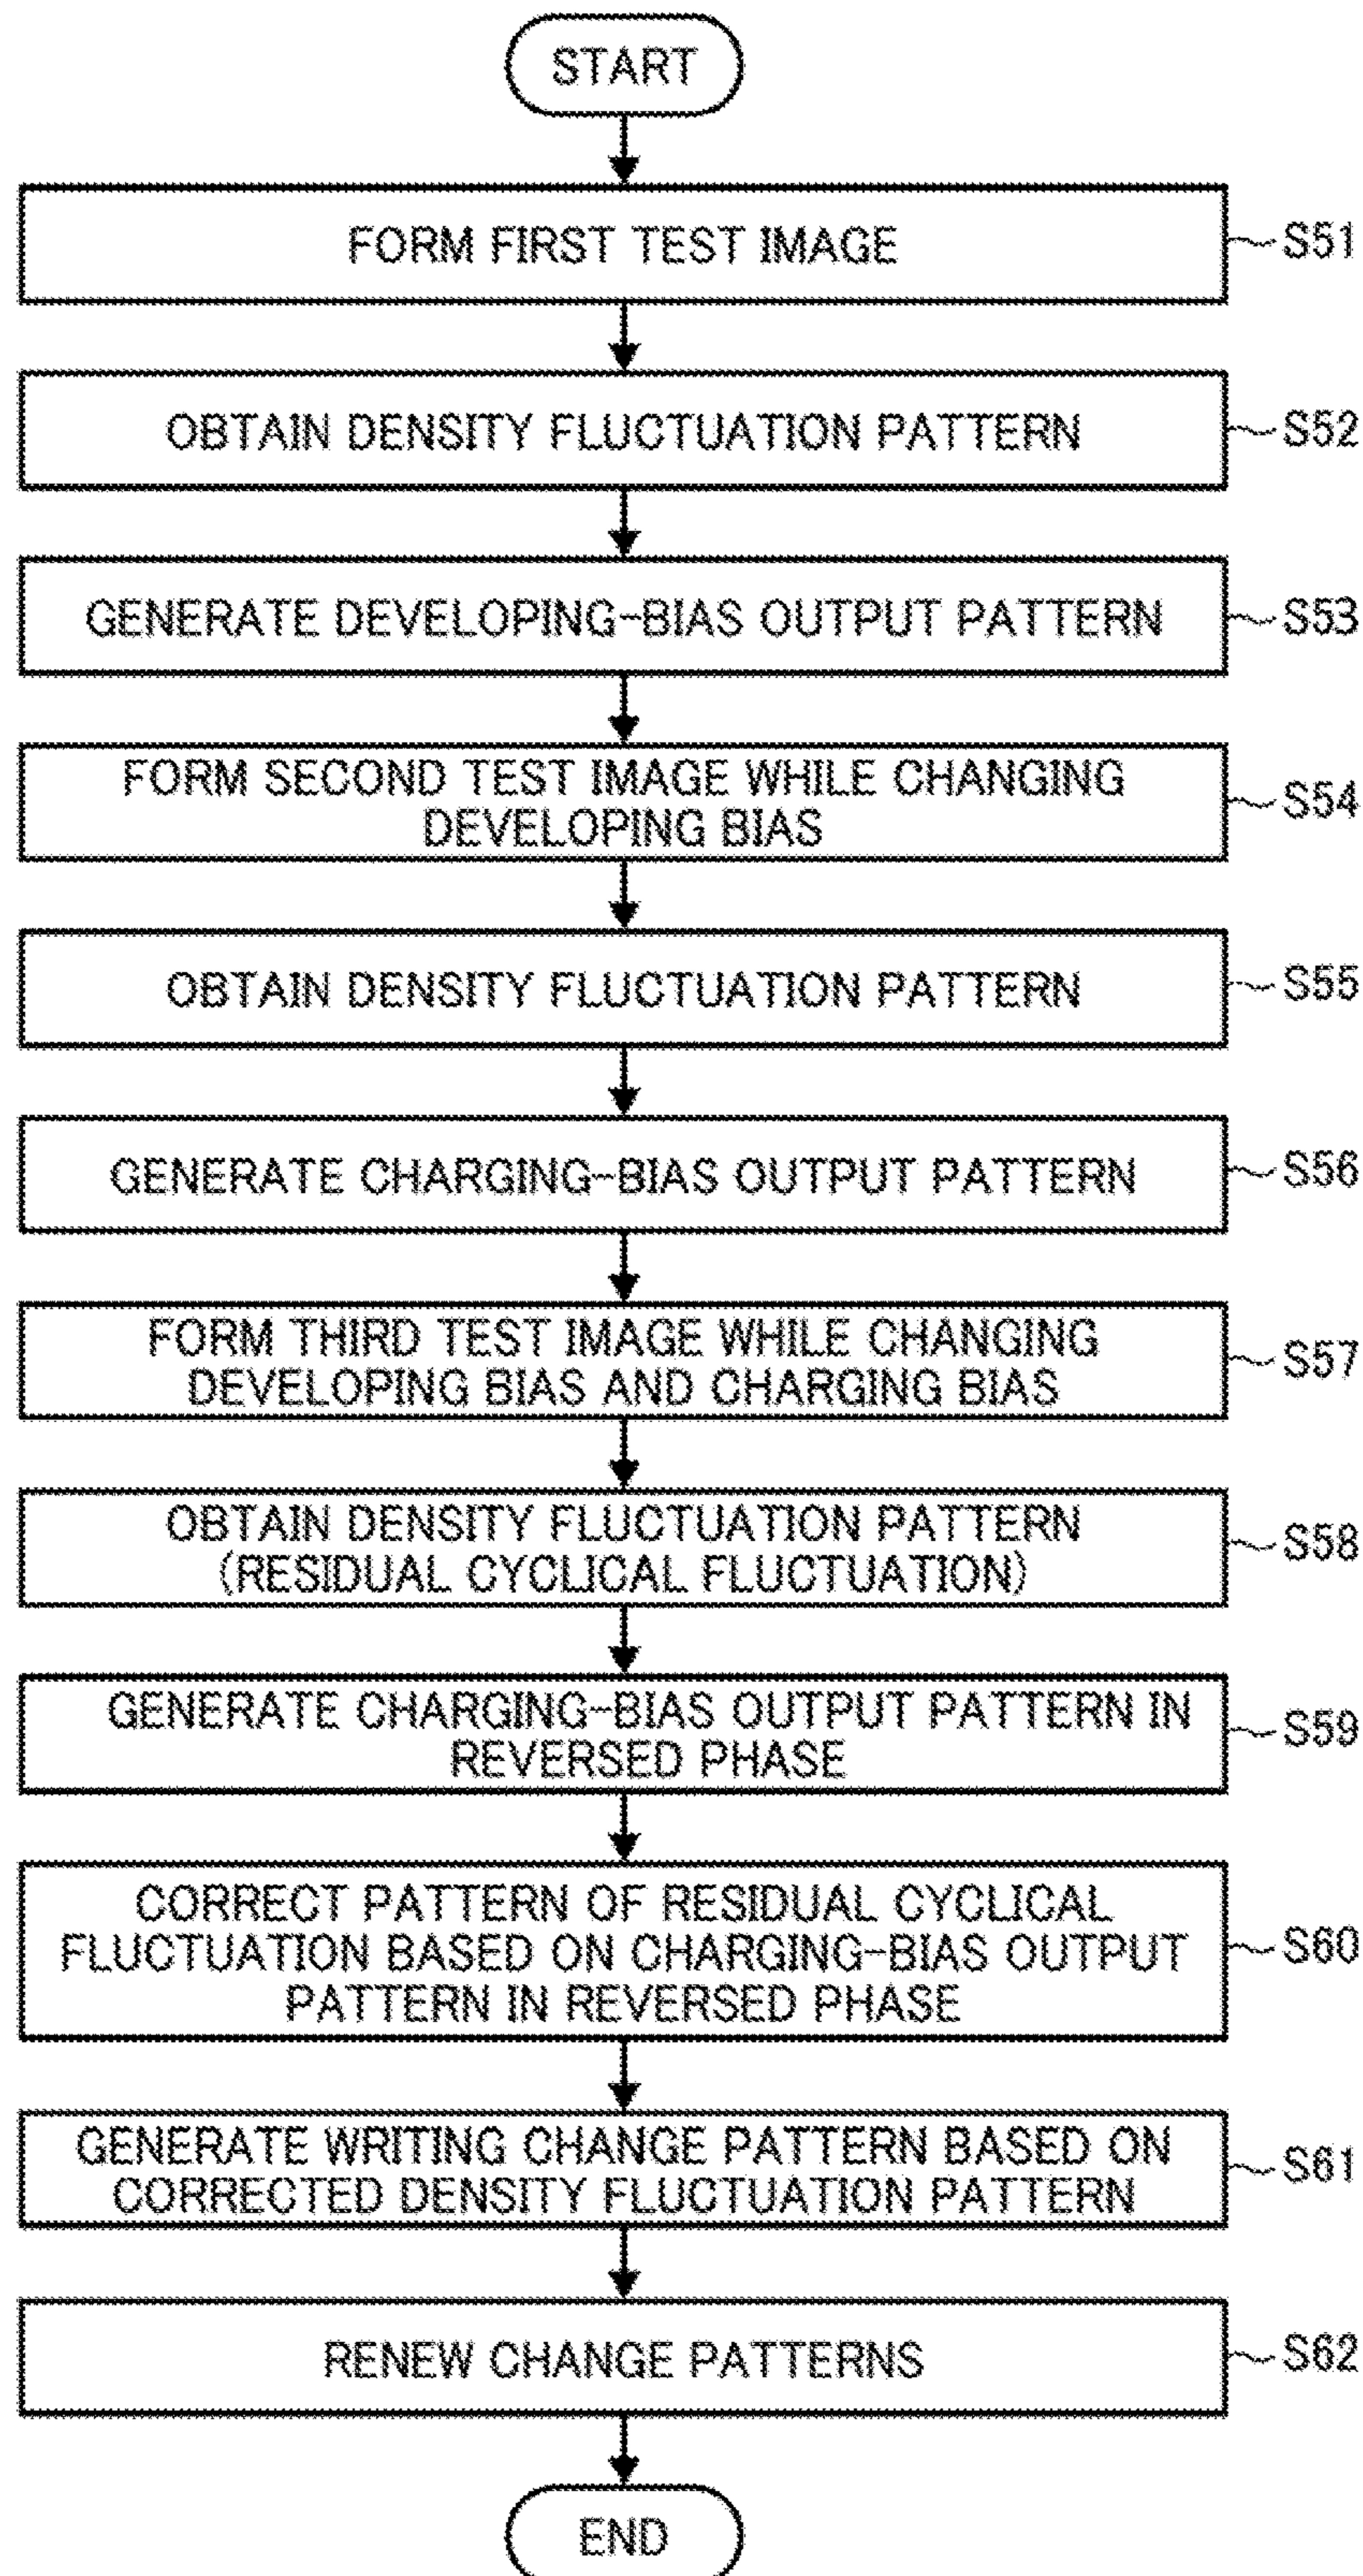 START
FORM FIRST TEST IMAGE
S51
OBTAIN DENSITY FLUCTUATION PATTERN
S52
GENERATE DEVELOPING-BIAS OUTPUT PATTERN
S53
FORM SECOND TEST IMAGE WHILE CHANGING
DEVELOPING BIAS
S54
OBTAIN DENSITY FLUCTUATION PATTERN
S55
GENERATE CHARGING-BIAS OUTPUT PATTERN
S56
FORM THIRD TEST IMAGE WHILE CHANGING
DEVELOPING BIAS AND CHARGING BIAS
S57
OBTAIN DENSITY FLUCTUATION PATTERN
(RESIDUAL CYCLICAL FLUCTUATION)
S58
GENERATE CHARGING-BIAS OUTPUT PATTERN IN
REVERSED PHASE
S59
CORRECT PATTERN OF RESIDUAL CYCLICAL
FLUCTUATION BASED ON CHARGING-BIAS OUTPUT
PATTERN IN REVERSED PHASE
S60
GENERATE WRITING CHANGE PATTERN BASED ON
CORRECTED DENSITY FLUCTUATION PATTERN
S61
RENEW CHANGE PATTERNS
S62
END